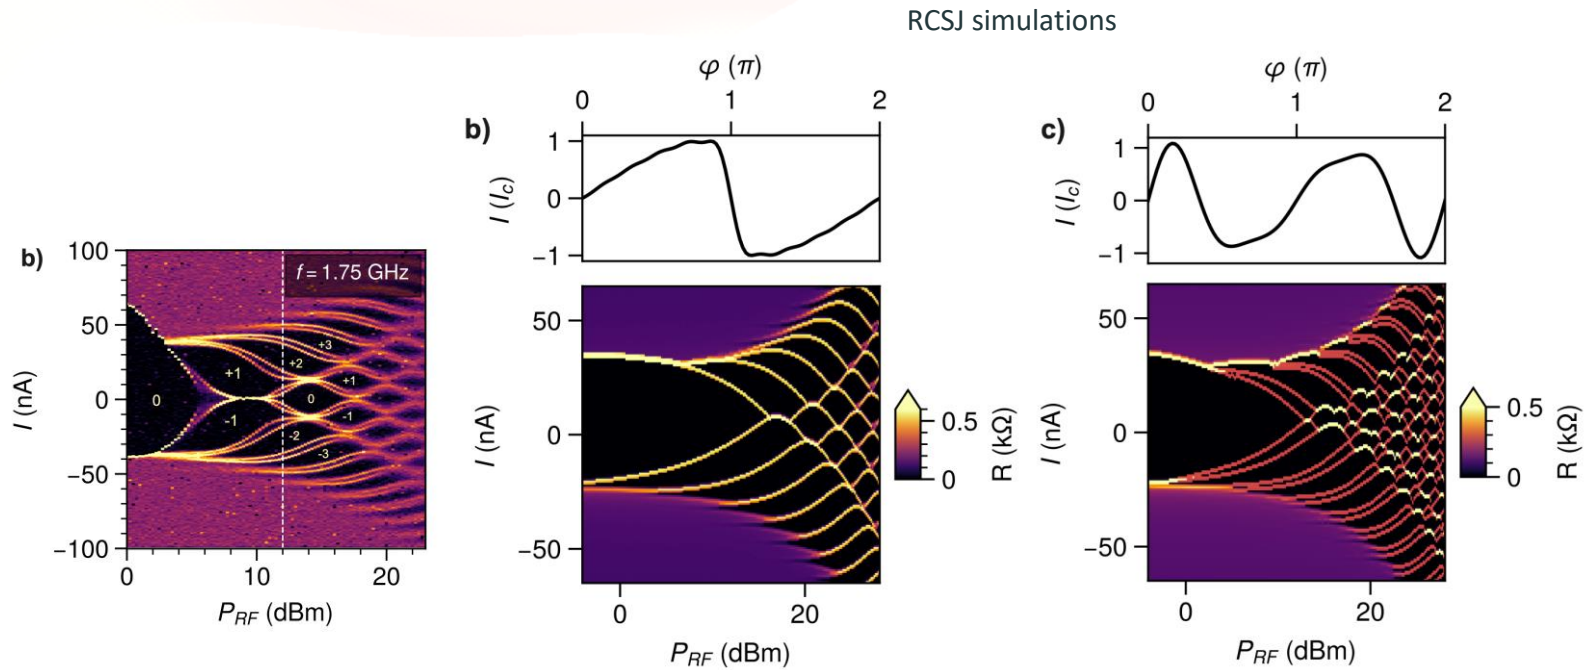 RCSJ simulations
b)
100
50
0
−50
−100
I (nA)
f = 1.75 GHz
+3
+2
+1
+1
0
0
-1
-1
-2
-3
0
10
20
P_RF (dBm)
b)
φ (π)
0
1
2
1
0
−1
I (I_c)
50
0
−50
I (nA)
0
20
P_RF (dBm)
0.5
0
R (kΩ)
c)
φ (π)
0
1
2
1
0
−1
I (I_c)
50
0
−50
I (nA)
0
20
P_RF (dBm)
0.5
0
R (kΩ)